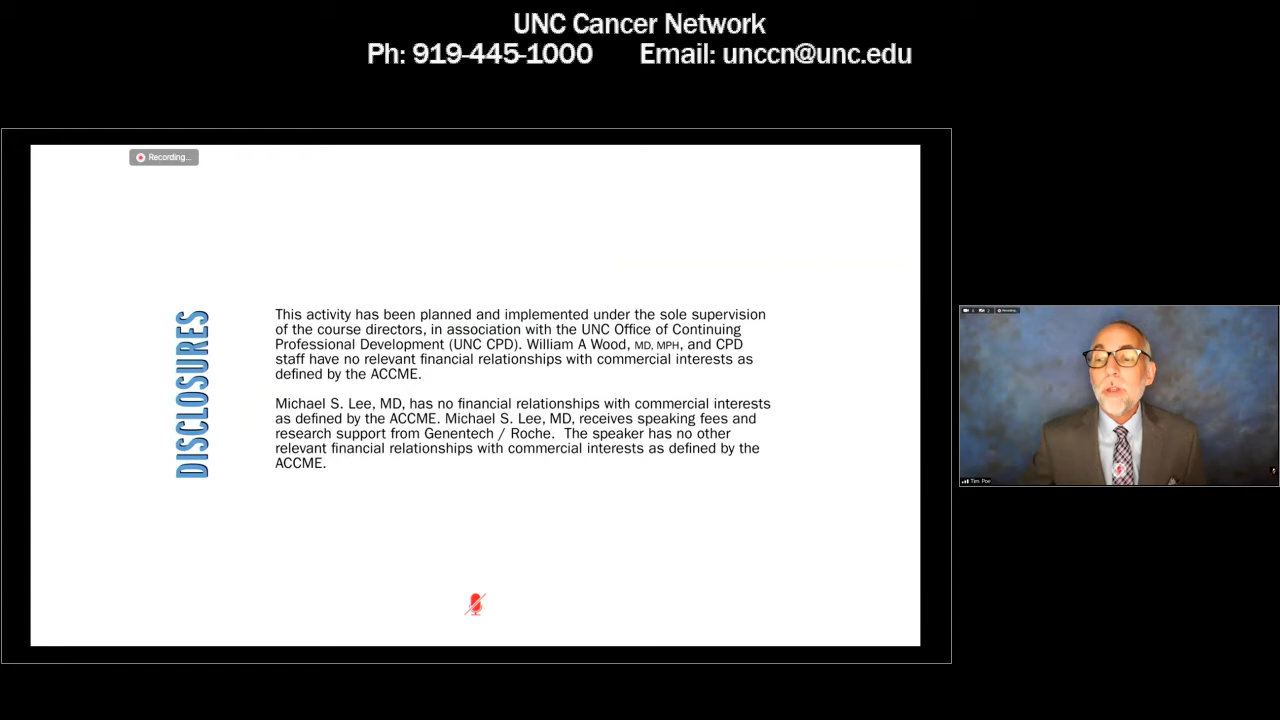 UNC Cancer Network
Ph: 919-445-1000 Email: unccn@unc.edu
Recording...
DISCLOSURES
This activity has been planned and implemented under the sole supervision
of the course directors, in association with the UNC Office of Continuing
Professional Development (UNC CPD). William A Wood, MD, MPH, and CPD
staff have no relevant financial relationships with commercial interests as
defined by the ACCME.
Michael S. Lee, MD, has no financial relationships with commercial interests
as defined by the ACCME. Michael S. Lee, MD, receives speaking fees and
research support from Genentech / Roche. The speaker has no other
relevant financial relationships with commercial interests as defined by the
ACCME.
Recording...
Tim Poe